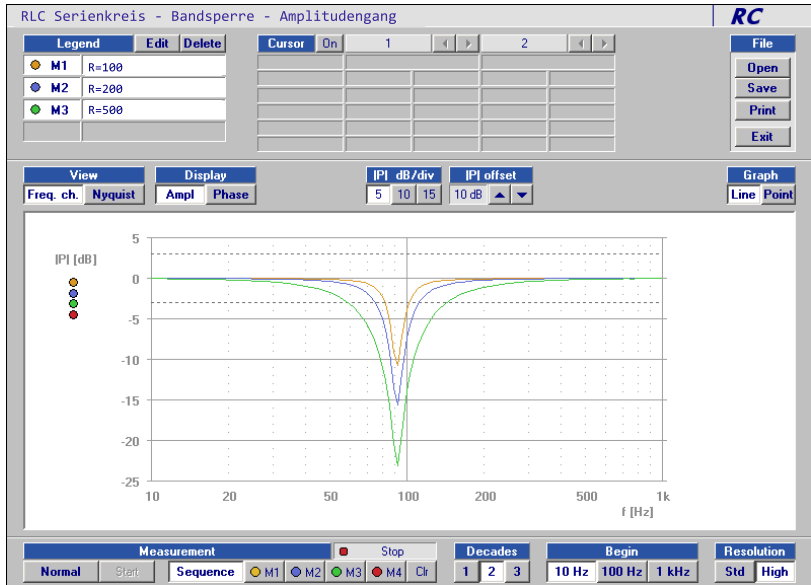 RLC Serienkreis - Bandsperre - Amplitudengang RC
Legend Edit Delete Cursor On 1 2 File
M1 R=100
M2 R=200
M3 R=500
Open
Save
Print
Exit
View Display |P| dB/div |P| offset Graph
Freq. ch. Nyquist Ampl Phase 5 10 15 10 dB Line Point
|P| [dB]
5
0
-5
-10
-15
-20
-25
10 20 50 100 200 500 1k
f [Hz]
Measurement Stop Decades Begin Resolution
Normal Start Sequence M1 M2 M3 M4 Clr 1 2 3 10 Hz 100 Hz 1 kHz Std High